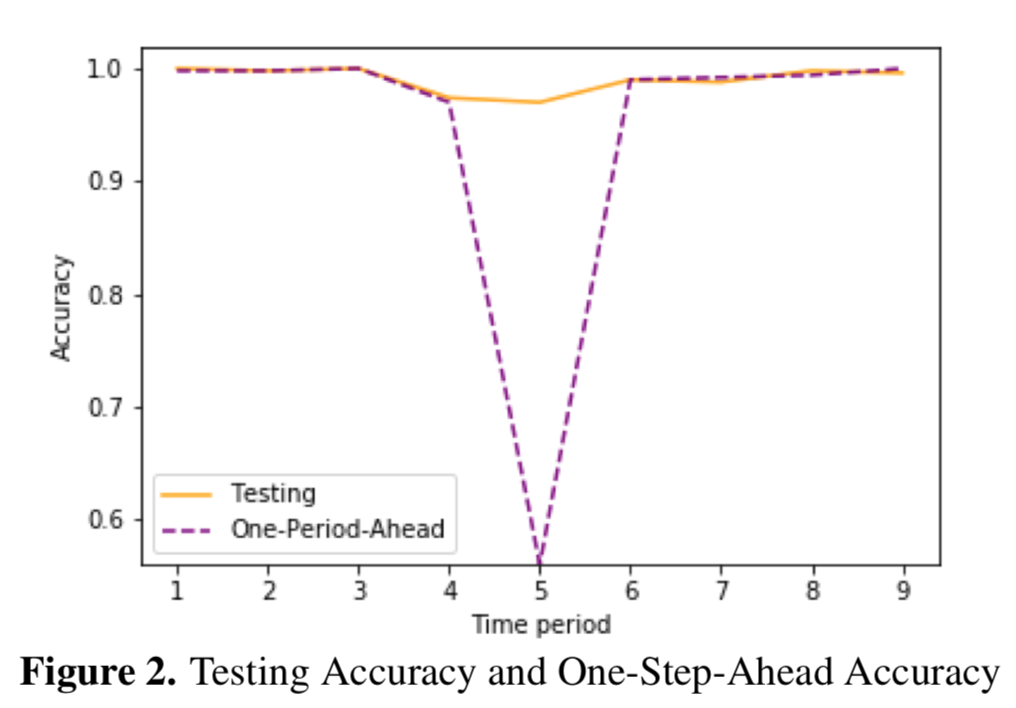 1.0
0.9
0.8
0.7
0.6
Accuracy
Testing
One-Period-Ahead
1 2 3 4 5 6 7 8 9
Time period
Figure 2. Testing Accuracy and One-Step-Ahead Accuracy